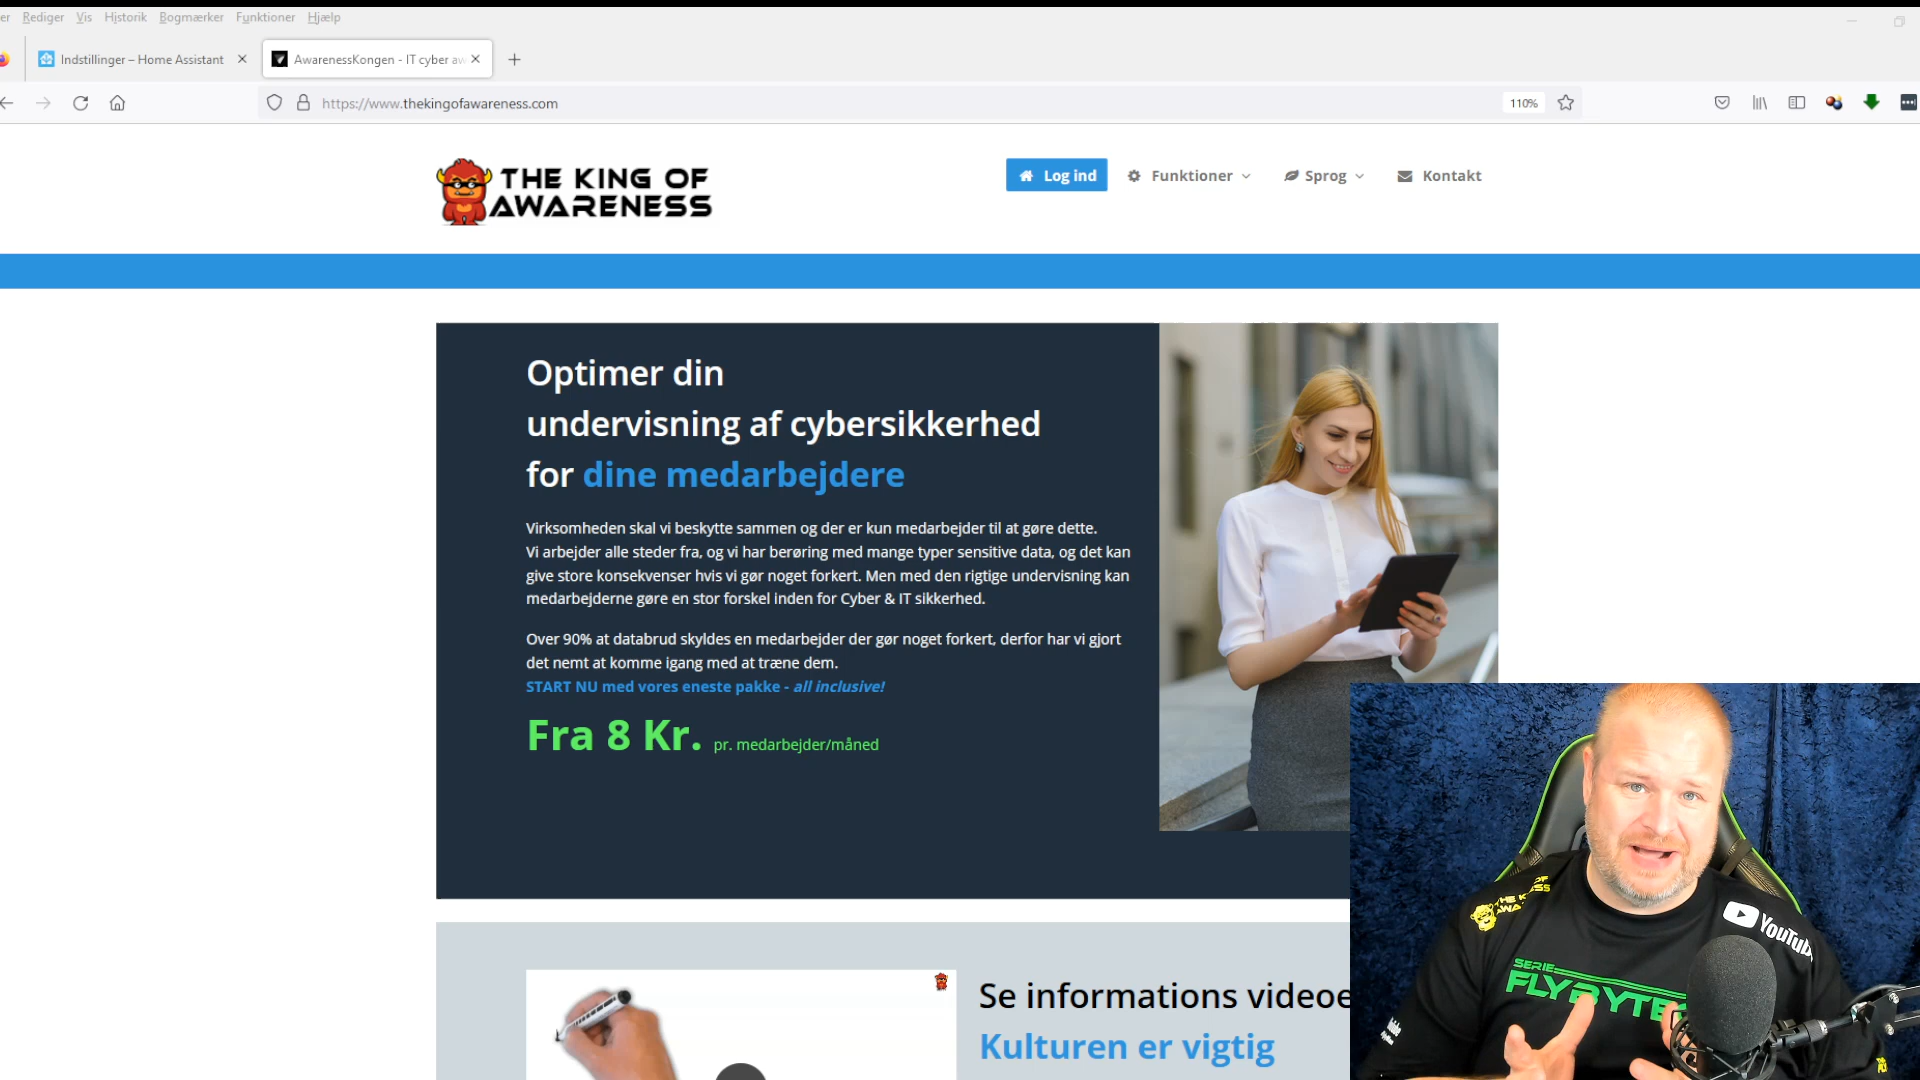 Rediger Vis Historik Bogmærker Funktioner Hjælp
Indstillinger – Home Assistant
AwarenessKongen - IT cyber aw
https://www.thekingofawareness.com
110%
THE KING OF
AWARENESS
Log ind Funktioner Sprog Kontakt
Optimer din
undervisning af cybersikkerhed
for dine medarbejdere
Virksomheden skal vi beskytte sammen og der er kun medarbejder til at gøre dette.
Vi arbejder alle steder fra, og vi har berøring med mange typer sensitive data, og det kan
give store konsekvenser hvis vi gør noget forkert. Men med den rigtige undervisning kan
medarbejderne gøre en stor forskel inden for Cyber & IT sikkerhed.
Over 90% at databrud skyldes en medarbejder der gør noget forkert, derfor har vi gjort
det nemt at komme igang med at træne dem.
START NU med vores eneste pakke - all inclusive!
Fra 8 Kr. pr. medarbejder/måned
Se informations videoe
Kulturen er vigtig
YouTub
SERIE
FLYBYTE